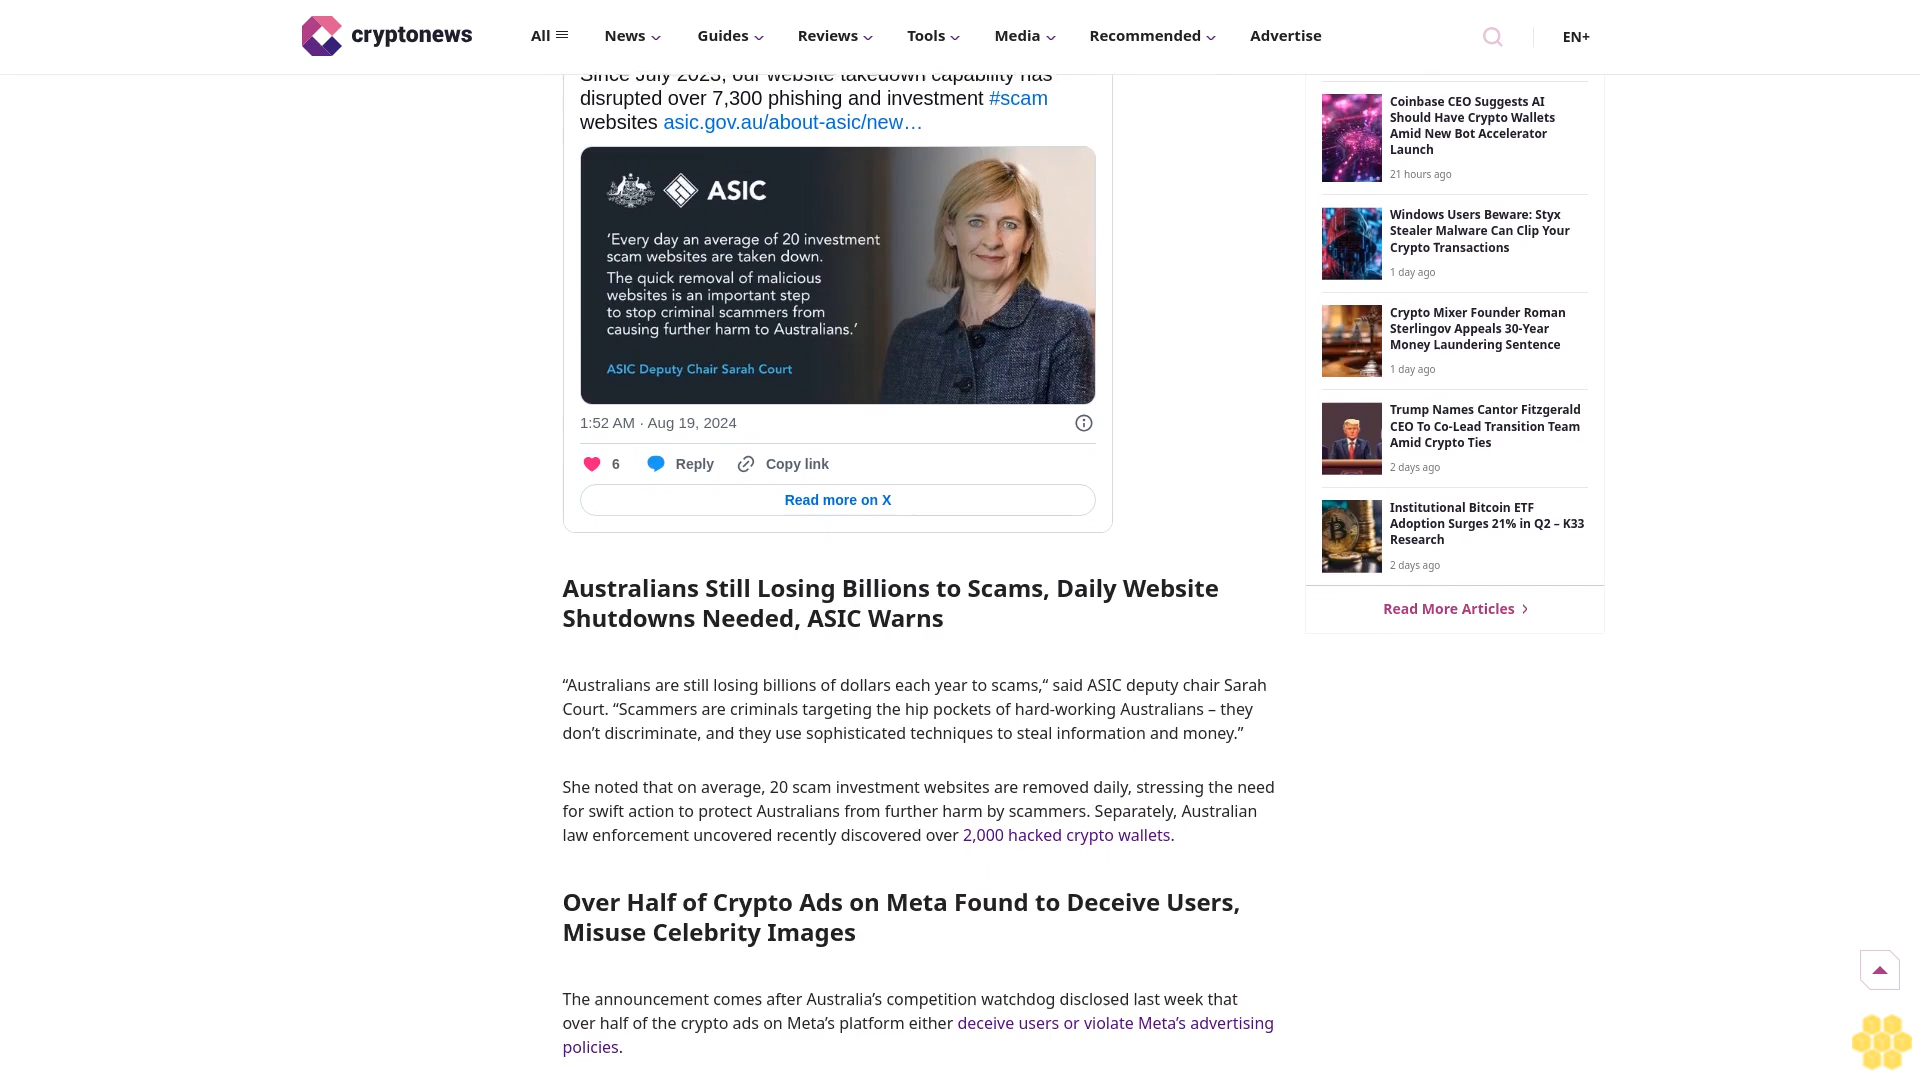 cryptonews
All
News
Guides
Reviews
Tools
Media
Recommended
Advertise
EN+
Since July 2023, our website takedown capability has
disrupted over 7,300 phishing and investment #scam
websites asic.gov.au/about-asic/new…
ASIC
‘Every day an average of 20 investment
scam websites are taken down.
The quick removal of malicious
websites is an important step
to stop criminal scammers from
causing further harm to Australians.’
ASIC Deputy Chair Sarah Court
1:52 AM · Aug 19, 2024
6
Reply
Copy link
Read more on X
Australians Still Losing Billions to Scams, Daily Website
Shutdowns Needed, ASIC Warns
“Australians are still losing billions of dollars each year to scams,“ said ASIC deputy chair Sarah
Court. “Scammers are criminals targeting the hip pockets of hard-working Australians – they
don’t discriminate, and they use sophisticated techniques to steal information and money.”
She noted that on average, 20 scam investment websites are removed daily, stressing the need
for swift action to protect Australians from further harm by scammers. Separately, Australian
law enforcement uncovered recently discovered over 2,000 hacked crypto wallets.
Over Half of Crypto Ads on Meta Found to Deceive Users,
Misuse Celebrity Images
The announcement comes after Australia’s competition watchdog disclosed last week that
over half of the crypto ads on Meta’s platform either deceive users or violate Meta’s advertising
policies.
Coinbase CEO Suggests AI
Should Have Crypto Wallets
Amid New Bot Accelerator
Launch
21 hours ago
Windows Users Beware: Styx
Stealer Malware Can Clip Your
Crypto Transactions
1 day ago
Crypto Mixer Founder Roman
Sterlingov Appeals 30-Year
Money Laundering Sentence
1 day ago
Trump Names Cantor Fitzgerald
CEO To Co-Lead Transition Team
Amid Crypto Ties
2 days ago
Institutional Bitcoin ETF
Adoption Surges 21% in Q2 – K33
Research
2 days ago
Read More Articles